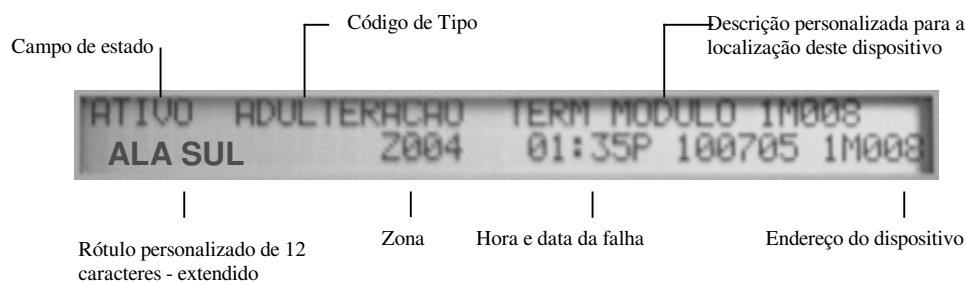 Código de Tipo
Descrição personalizada para a
localização deste dispositivo
Campo de estado
ATIVO ADULTERACAO TERM MODULO 1M008
ALA SUL Z004 01:35P 100705 1M008
Rótulo personalizado de 12
caracteres - extendido
Zona
Hora e data da falha
Endereço do dispositivo